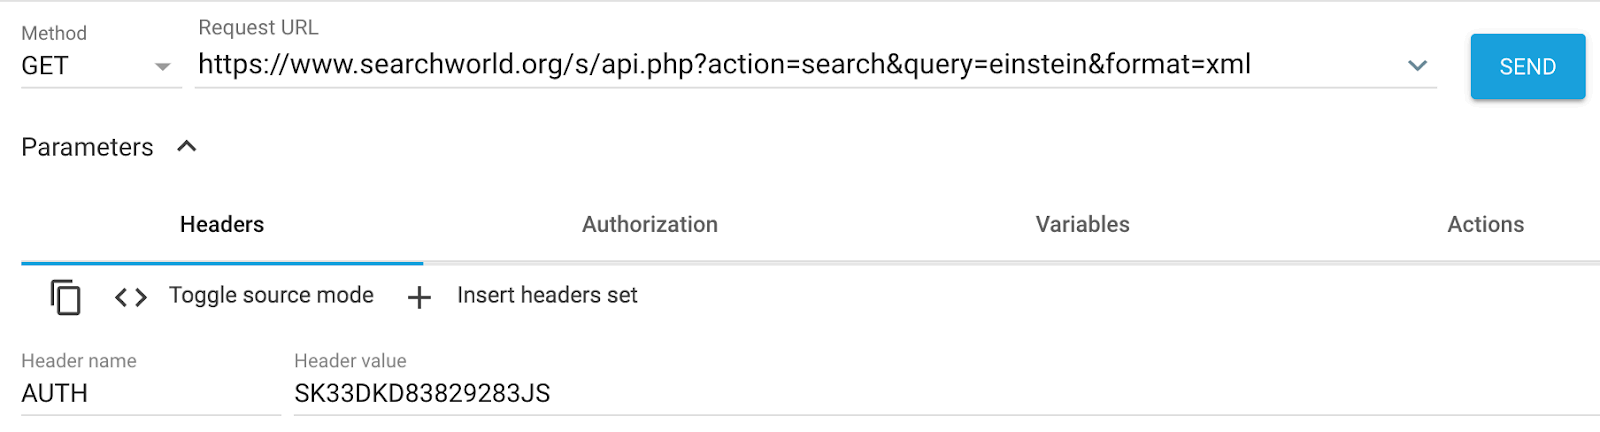 Method
Request URL
GET
https://www.searchworld.org/s/api.php?action=search&query=einstein&format=xml
SEND
Parameters
Headers
Authorization
Variables
Actions
Toggle source mode
Insert headers set
Header name
Header value
AUTH
SK33DKD83829283JS